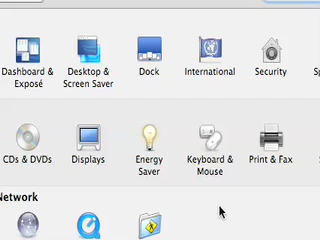 Dashboard & Desktop & Dock International Security
Exposé Screen Saver
CDs & DVDs Displays Energy Keyboard & Print & Fax
Saver Mouse
Network